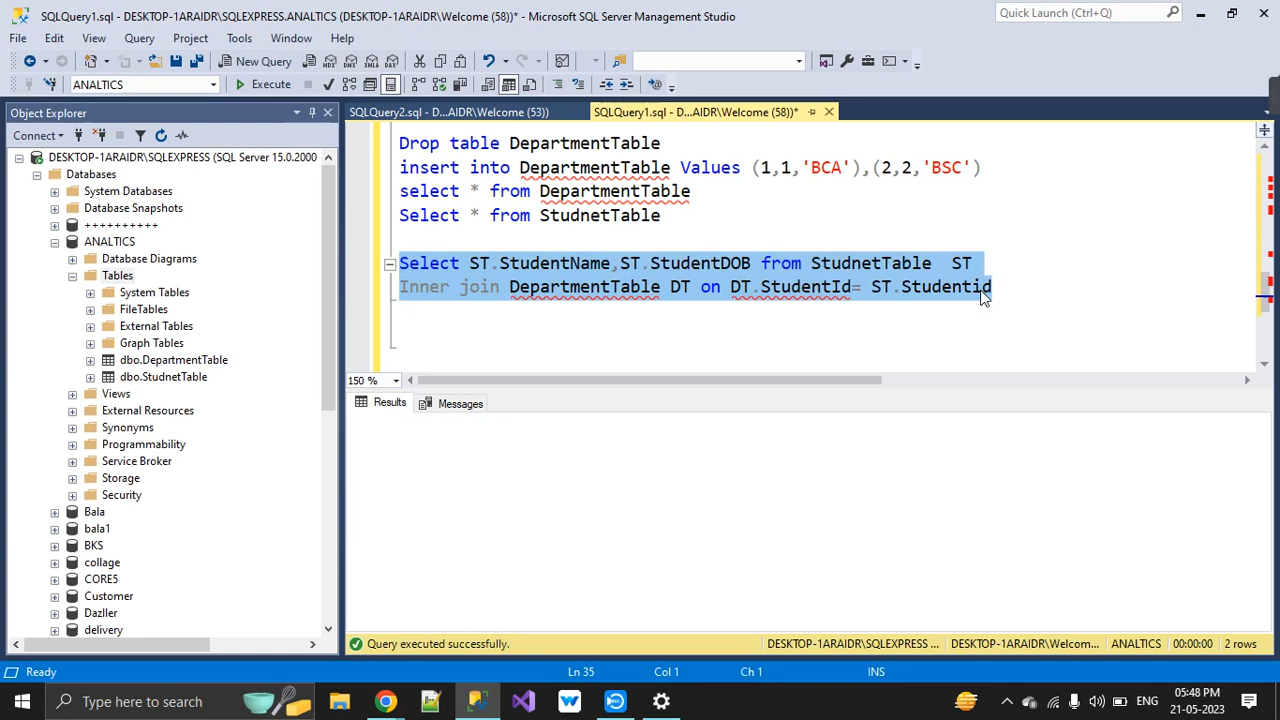 SQLQuery1.sql - DESKTOP-1ARAIDR\SQLEXPRESS.ANALTICS (DESKTOP-1ARAIDR\Welcome (58))* - Microsoft SQL Server Management Studio
Quick Launch (Ctrl+Q)
File Edit View Query Project Tools Window Help
New Query
MDX DMX XMLA DAX
ANALTICS
Execute
Object Explorer
SQLQuery2.sql - D...AIDR\Welcome (53))
SQLQuery1.sql - D...AIDR\Welcome (58))*
Connect
DESKTOP-1ARAIDR\SQLEXPRESS (SQL Server 15.0.2000
Databases
System Databases
Database Snapshots
++++++++++
ANALTICS
Database Diagrams
Tables
System Tables
FileTables
External Tables
Graph Tables
dbo.DepartmentTable
dbo.StudnetTable
Views
External Resources
Synonyms
Programmability
Service Broker
Storage
Security
Bala
bala1
BKS
collage
CORE5
Customer
Dazller
delivery
Drop table DepartmentTable
insert into DepartmentTable Values (1,1,'BCA'),(2,2,'BSC')
select * from DepartmentTable
Select * from StudnetTable
Select ST.StudentName,ST.StudentDOB from StudnetTable  ST
Inner join DepartmentTable DT on DT.StudentId= ST.Studentid
150 %
Results
Messages
Query executed successfully.
DESKTOP-1ARAIDR\SQLEXPRESS ...
DESKTOP-1ARAIDR\Welcom...
ANALTICS
00:00:00
2 rows
Ready
Ln 35
Col 1
Ch 1
INS
Type here to search
W
ENG
05:48 PM
21-05-2023